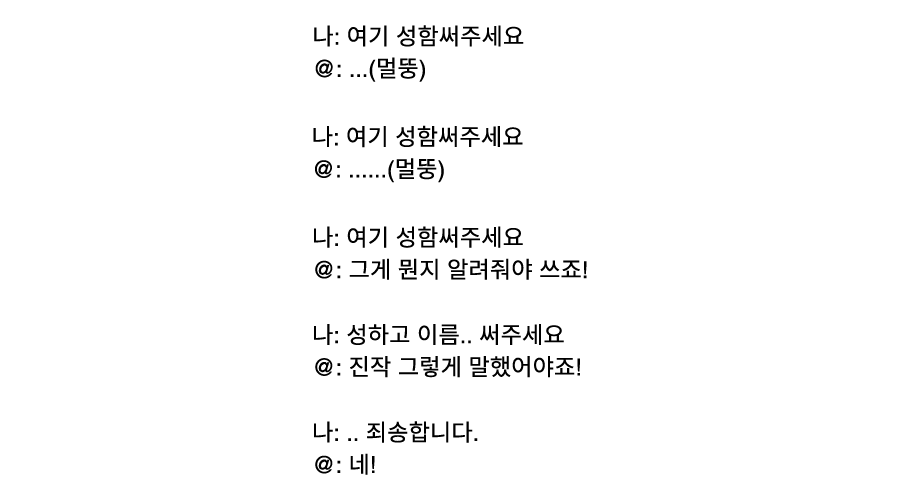 나: 여기 성함써주세요
@: ...(멀뚱)
나: 여기 성함써주세요
@: ......(멀뚱)
나: 여기 성함써주세요
@: 그게 뭔지 알려줘야 쓰죠!
나: 성하고 이름.. 써주세요
@: 진작 그렇게 말했어야죠!
나: .. 죄송합니다.
@: 네!